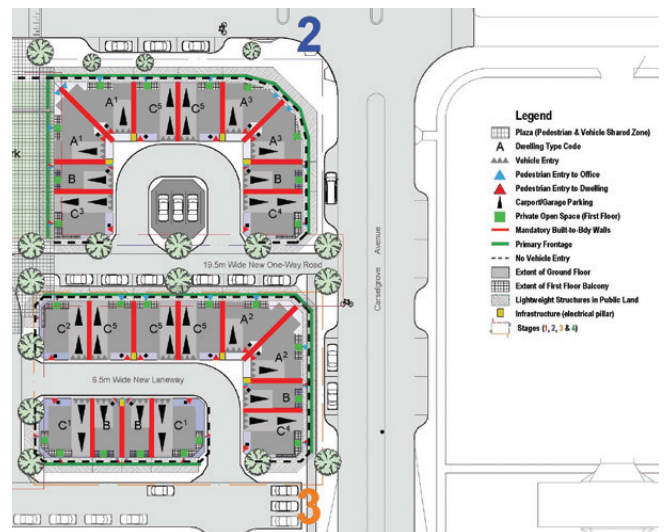 2
A¹ C⁵ C⁵ A³
A¹ A³
B B
C³ C⁴
rk
19.5m Wide New One-Way Road
Carselgrove Avenue
C² C⁵ C⁵ A²
A²
6.5m Wide New Laneway
B
C¹ B B C¹ C⁴
3
Legend
Plaza (Pedestrian & Vehicle Shared Zone)
A Dwelling Type Code
Vehicle Entry
Pedestrian Entry to Office
Pedestrian Entry to Dwelling
Carport/Garage Parking
Private Open Space (First Floor)
Mandatory Built-to-Bdy Walls
Primary Frontage
No Vehicle Entry
Extent of Ground Floor
Extent of First Floor Balcony
Lightweight Structures in Public Land
Infrastructure (electrical pillar)
Stages (1, 2, 3 & 4)